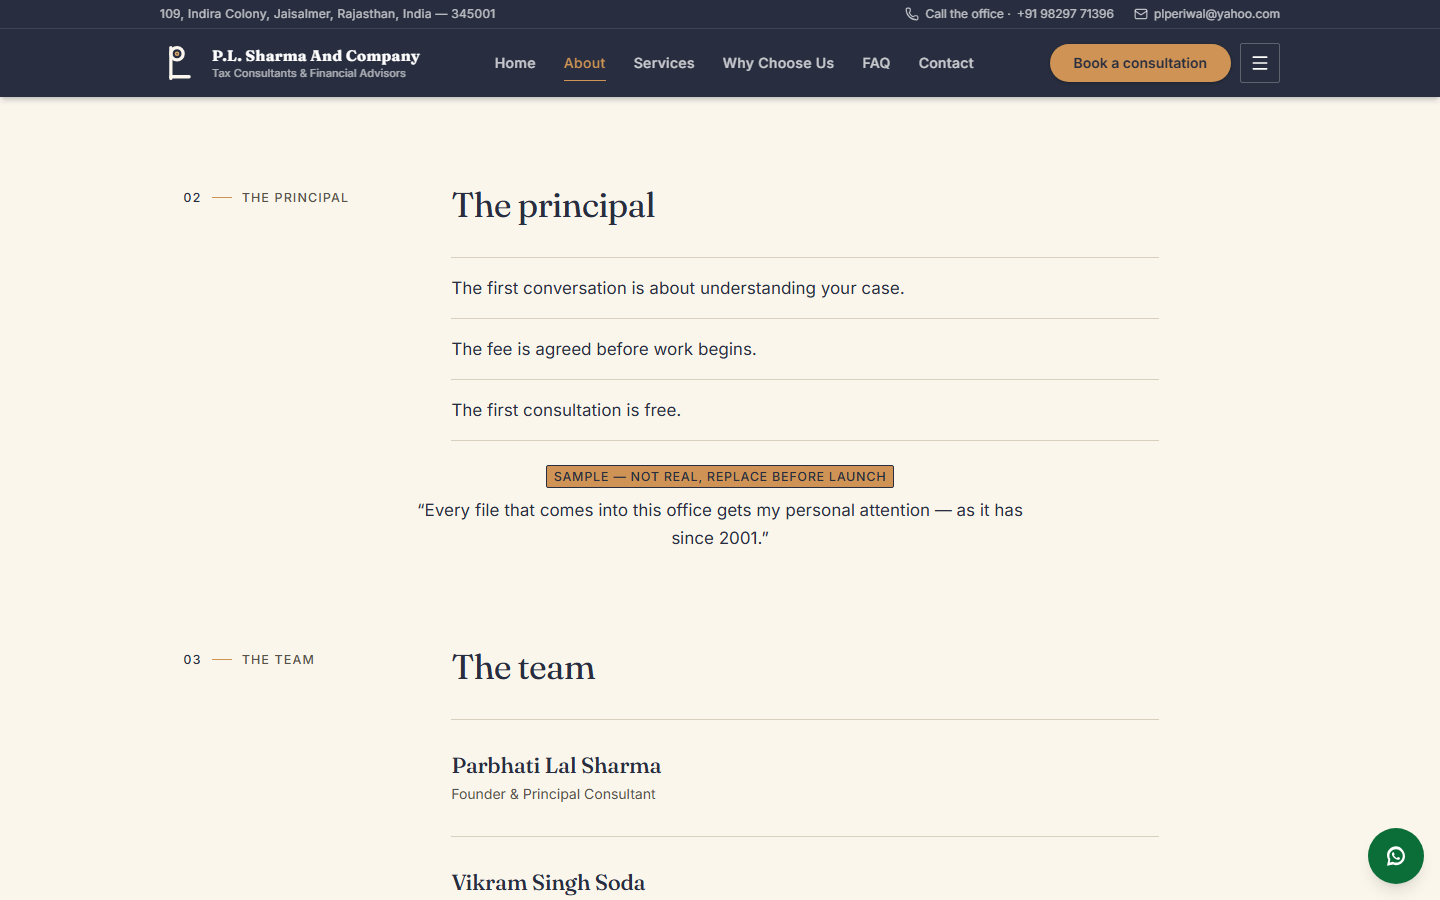 109, Indira Colony, Jaisalmer, Rajasthan, India — 345001
Call the office · +91 98297 71396
plperiwal@yahoo.com
P.L. Sharma And Company
Tax Consultants & Financial Advisors
Home
About
Services
Why Choose Us
FAQ
Contact
Book a consultation
02 — THE PRINCIPAL
The principal
The first conversation is about understanding your case.
The fee is agreed before work begins.
The first consultation is free.
SAMPLE — NOT REAL, REPLACE BEFORE LAUNCH
“Every file that comes into this office gets my personal attention — as it has
since 2001.”
03 — THE TEAM
The team
Parbhati Lal Sharma
Founder & Principal Consultant
Vikram Singh Soda